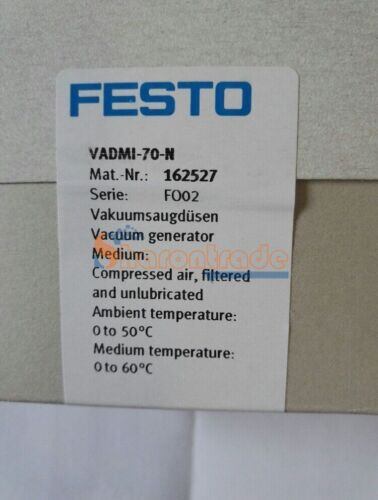 FESTO
VADMI-70-N
Mat.-Nr.: 162527
Serie: FO02
Vakuumsaugdüsen
Vacuum generator
Medium:
Sharontrade
Compressed air, filtered
and unlubricated
Ambient temperature:
0 to 50°C
Medium temperature:
0 to 60°C